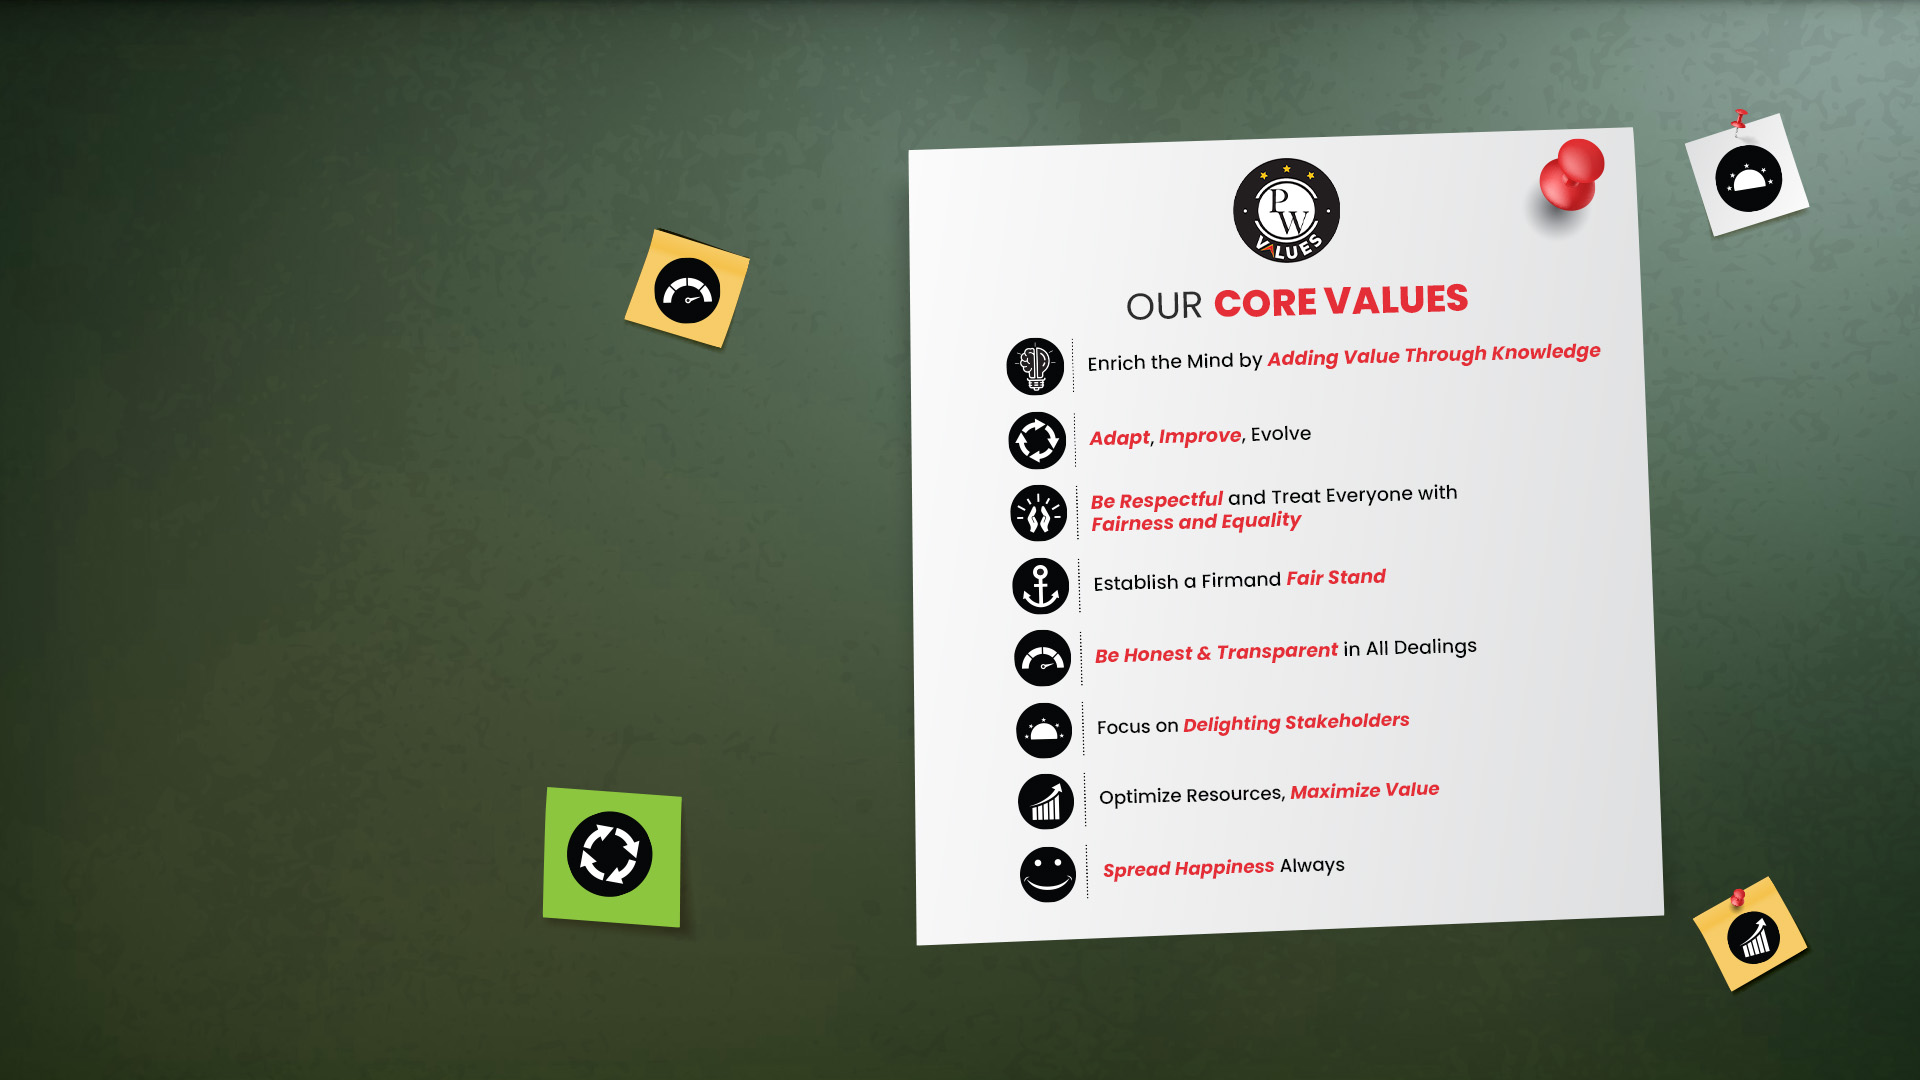 P
W
VALUES
OUR CORE VALUES
Enrich the Mind by Adding Value Through Knowledge
Adapt, Improve, Evolve
Be Respectful and Treat Everyone with
Fairness and Equality
Establish a Firmand Fair Stand
Be Honest & Transparent in All Dealings
Focus on Delighting Stakeholders
Optimize Resources, Maximize Value
Spread Happiness Always